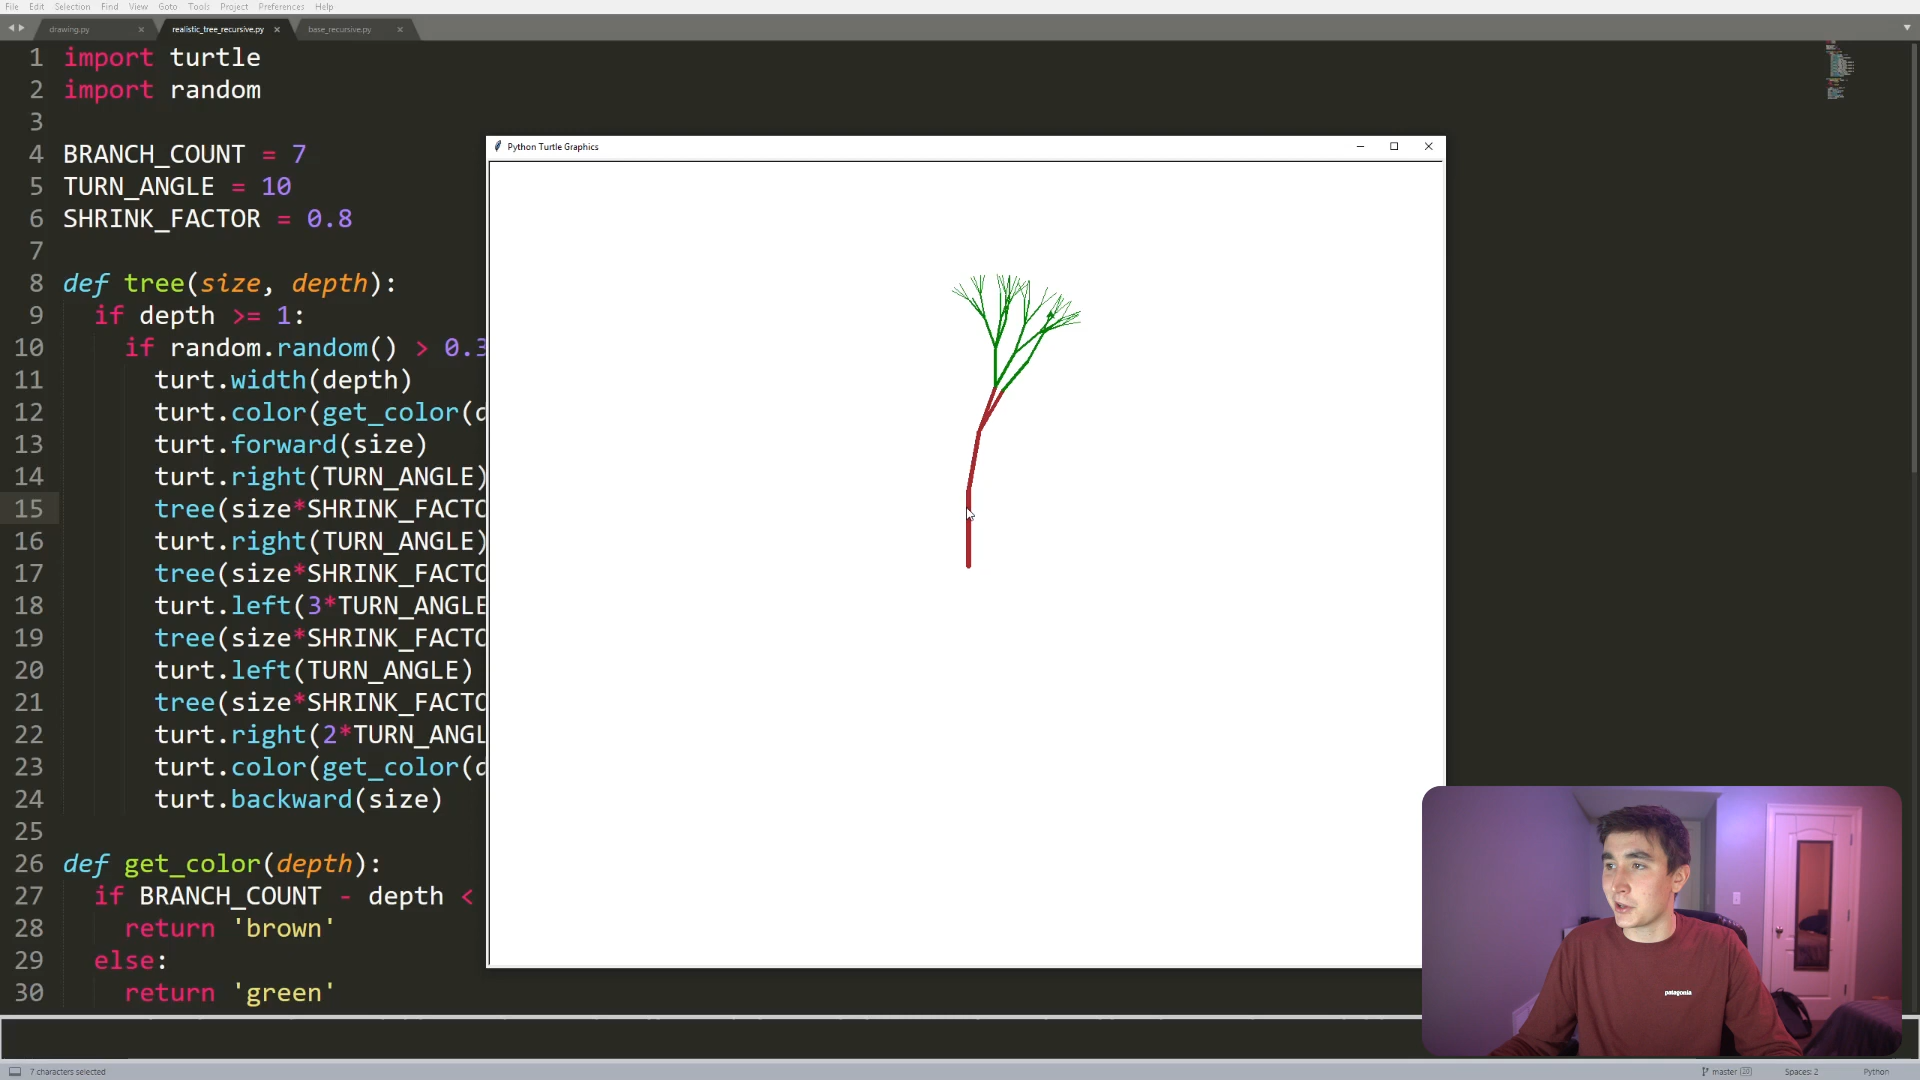 File Edit Selection Find View Goto Tools Project Preferences Help
drawing.py × realistic_tree_recursive.py × base_recursive.py ×
1 import turtle
2 import random
3
4 BRANCH_COUNT = 7
5 TURN_ANGLE = 10
6 SHRINK_FACTOR = 0.8
7
8 def tree(size, depth):
9 if depth >= 1:
10 if random.random() > 0.3
11 turt.width(depth)
12 turt.color(get_color(d
13 turt.forward(size)
14 turt.right(TURN_ANGLE)
15 tree(size*SHRINK_FACTO
16 turt.right(TURN_ANGLE)
17 tree(size*SHRINK_FACTO
18 turt.left(3*TURN_ANGLE
19 tree(size*SHRINK_FACTO
20 turt.left(TURN_ANGLE)
21 tree(size*SHRINK_FACTO
22 turt.right(2*TURN_ANGL
23 turt.color(get_color(d
24 turt.backward(size)
25
26 def get_color(depth):
27 if BRANCH_COUNT - depth <
28 return 'brown'
29 else:
30 return 'green'
Python Turtle Graphics
patagonia
7 characters selected
master
Spaces: 2
Python